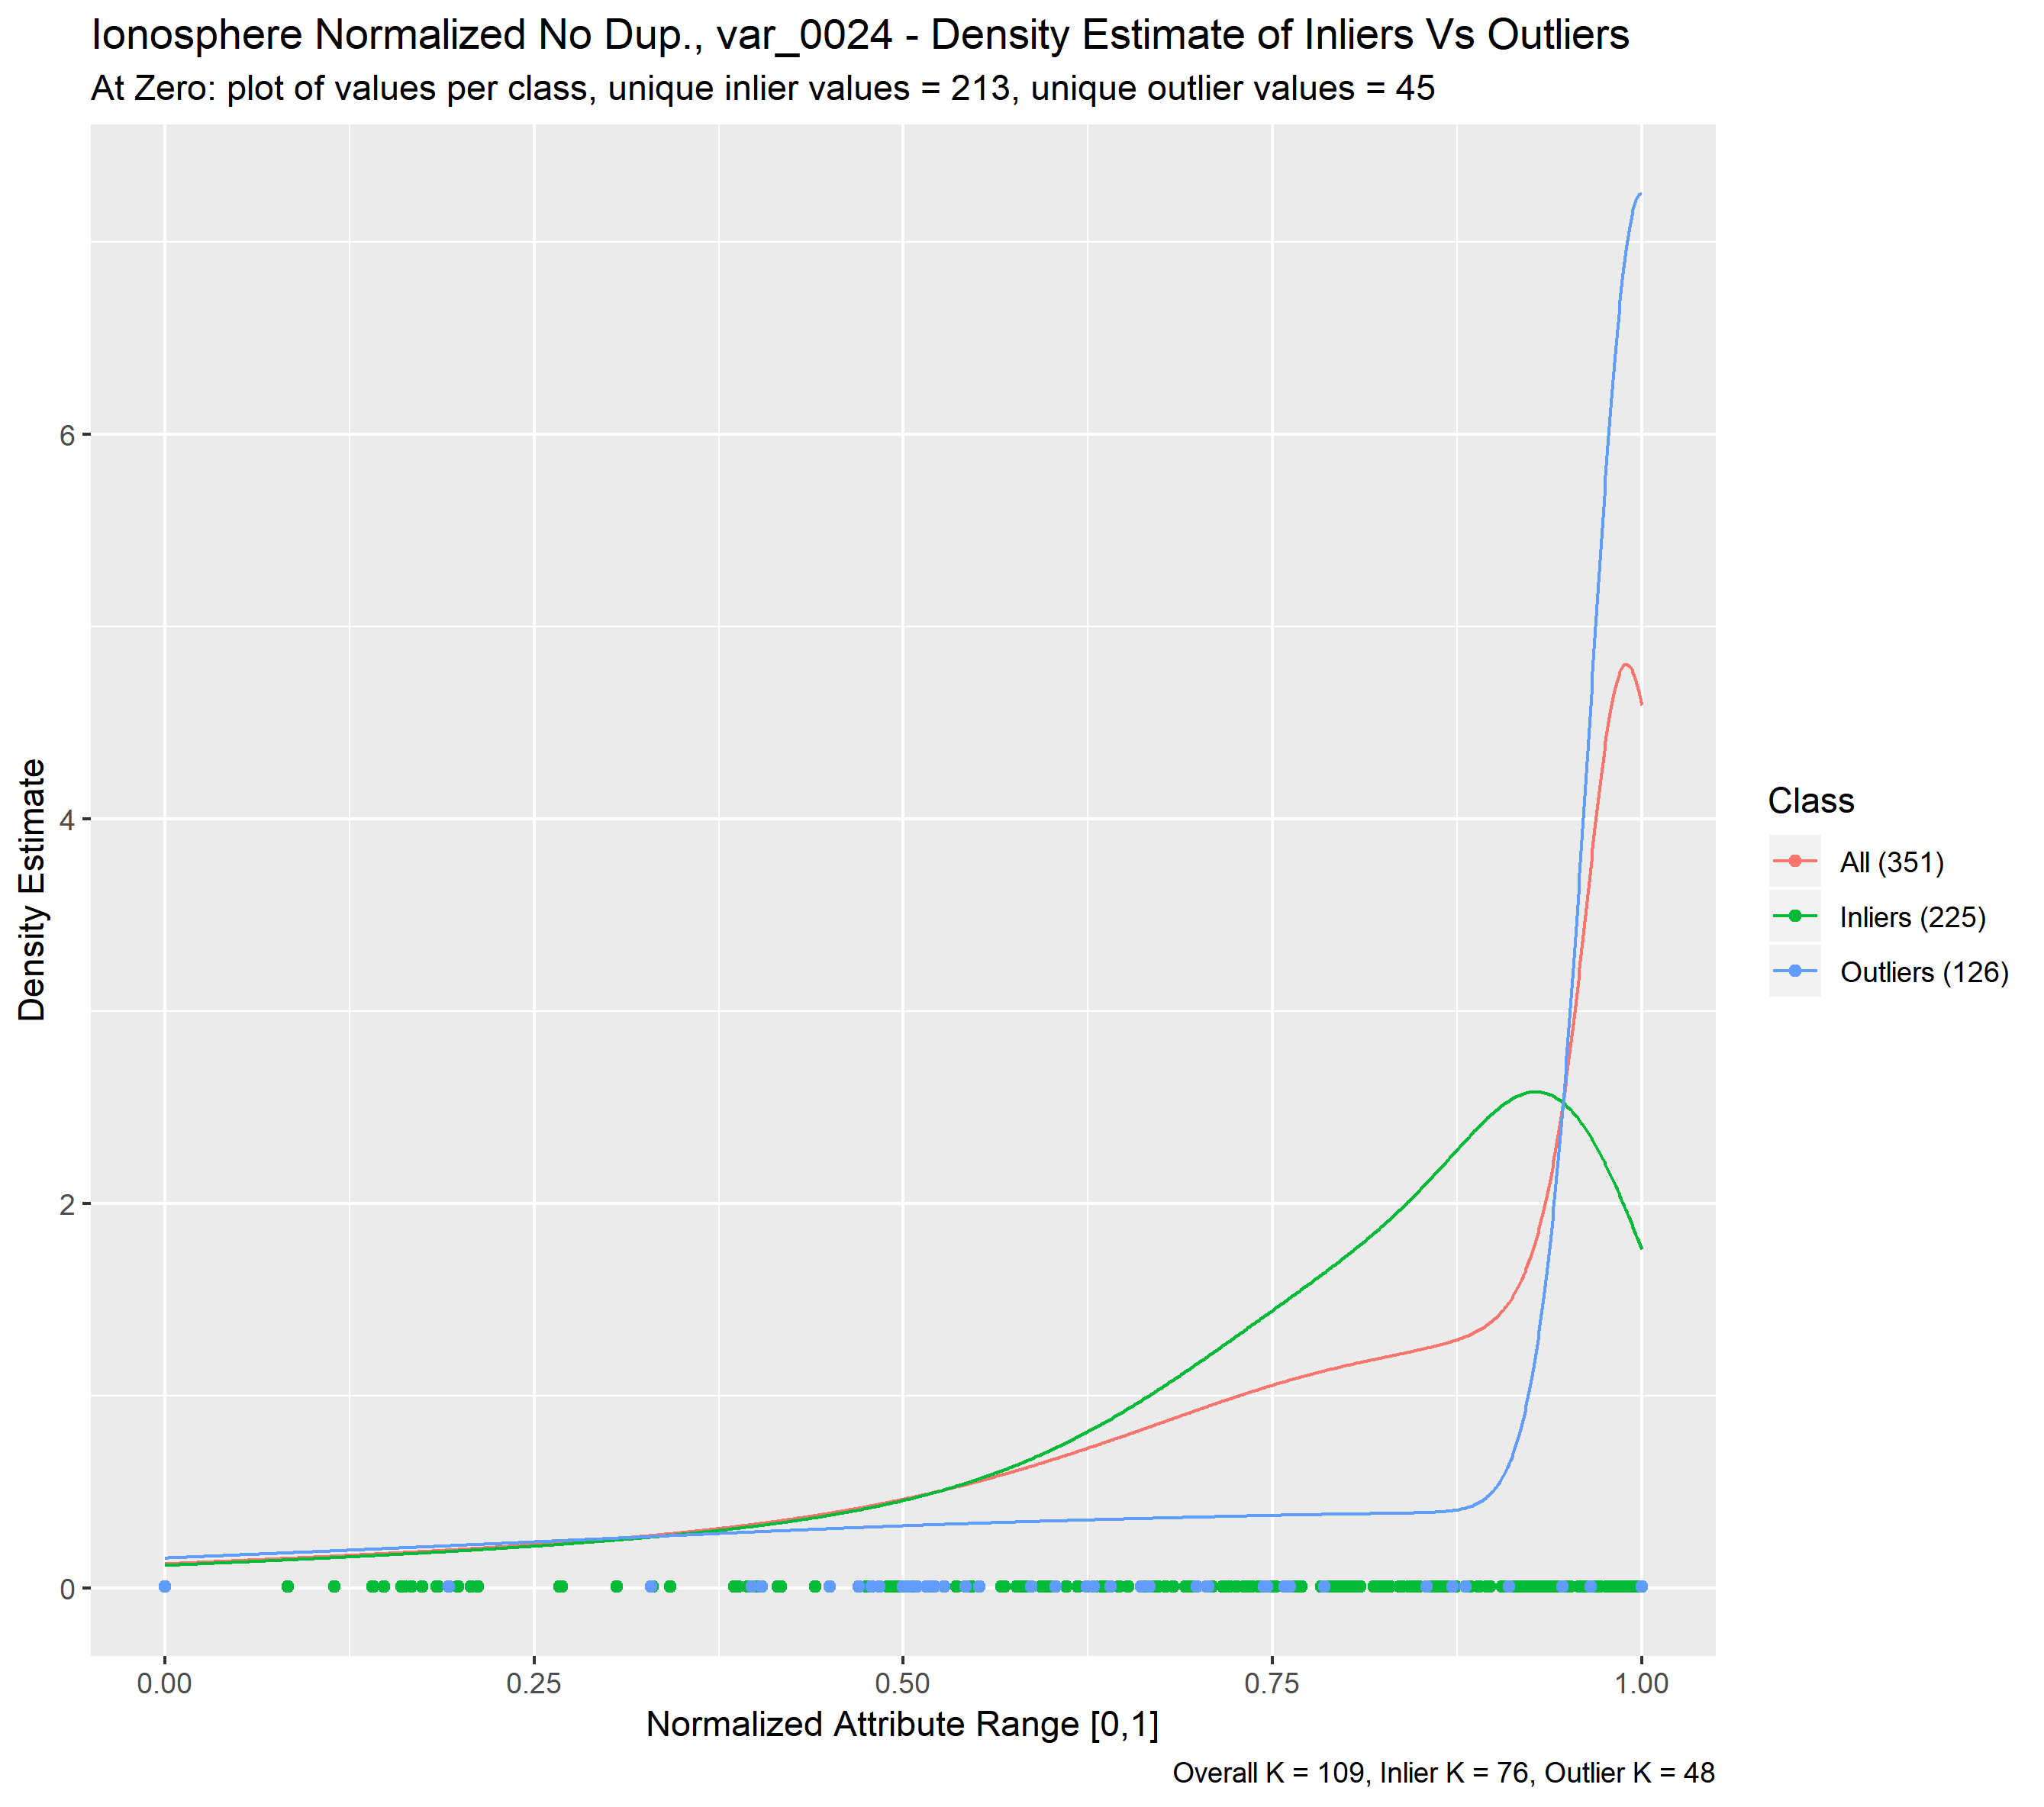 Ionosphere Normalized No Dup., var_0024 - Density Estimate of Inliers Vs Outliers
At Zero: plot of values per class, unique inlier values = 213, unique outlier values = 45
Density Estimate
6
4
2
0
0.00
0.25
0.50
0.75
1.00
Normalized Attribute Range [0,1]
Class
All (351)
Inliers (225)
Outliers (126)
Overall K = 109, Inlier K = 76, Outlier K = 48